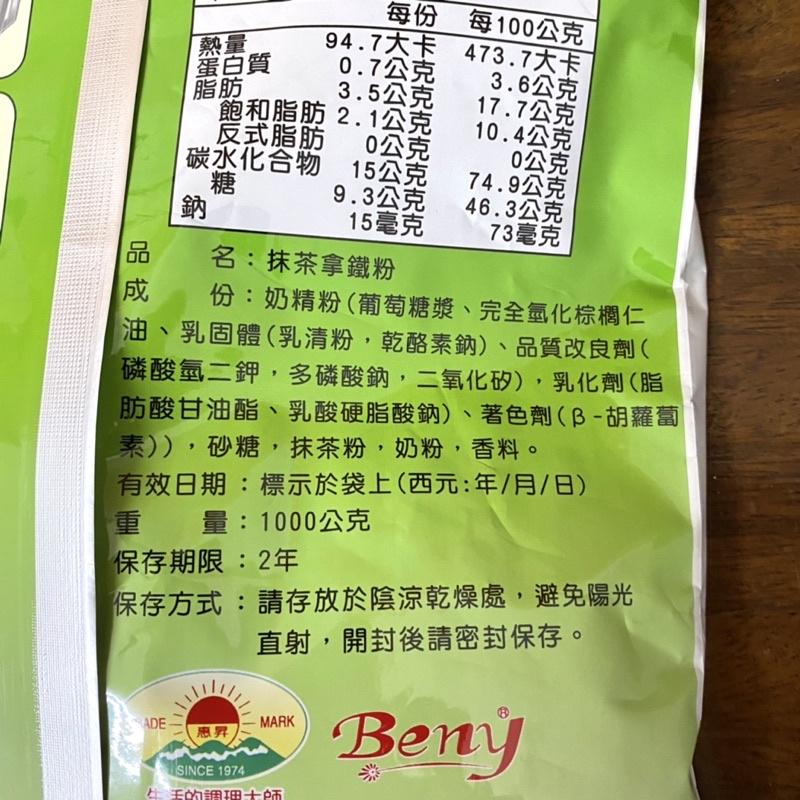 每份 每100公克
熱量 94.7大卡 473.7大卡
蛋白質 0.7公克 3.6公克
脂肪 3.5公克 17.7公克
飽和脂肪 2.1公克 10.4公克
反式脂肪 0公克 0公克
碳水化合物 15公克 74.9公克
糖 9.3公克 46.3公克
鈉 15毫克 73毫克
品名：抹茶拿鐵粉
成份：奶精粉(葡萄糖漿、完全氫化棕櫚仁
油、乳固體(乳清粉，乾酪素鈉)、品質改良劑(
磷酸氫二鉀，多磷酸鈉，二氧化矽)，乳化劑(脂
肪酸甘油酯、乳酸硬脂酸鈉)、著色劑(β-胡蘿蔔
素))，砂糖，抹茶粉，奶粉，香料。
有效日期：標示於袋上(西元:年/月/日)
重量：1000公克
保存期限：2年
保存方式：請存放於陰涼乾燥處，避免陽光
直射，開封後請密封保存。
TRADE MARK
惠昇
SINCE 1974
生活的調理大師
Beny®